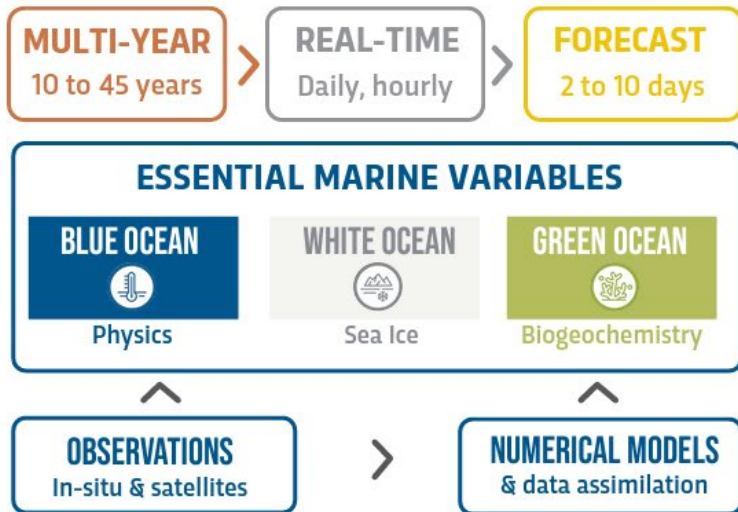 MULTI-YEAR
10 to 45 years
REAL-TIME
Daily, hourly
FORECAST
2 to 10 days
ESSENTIAL MARINE VARIABLES
BLUE OCEAN
Physics
WHITE OCEAN
Sea Ice
GREEN OCEAN
Biogeochemistry
OBSERVATIONS
In-situ & satellites
NUMERICAL MODELS
& data assimilation